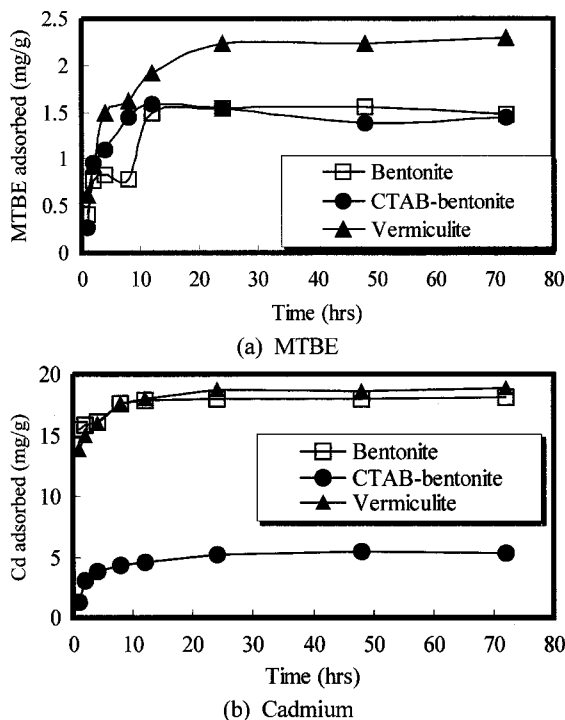 2.5
2
1.5
1
0.5
0
MTBE adsorbed (mg/g)
Bentonite
CTAB-bentonite
Vermiculite
0 10 20 30 40 50 60 70 80
Time (hrs)
(a) MTBE
20
15
10
5
0
Cd adsorbed (mg/g)
Bentonite
CTAB-bentonite
Vermiculite
0 10 20 30 40 50 60 70 80
Time (hrs)
(b) Cadmium